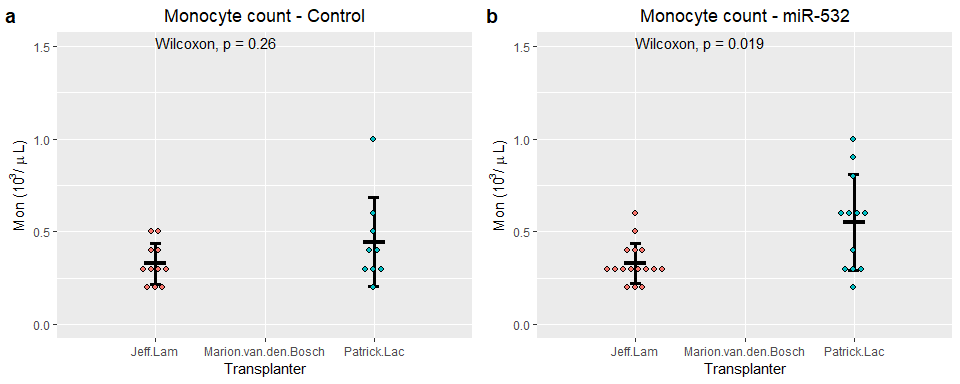 a
Monocyte count - Control
Wilcoxon, p = 0.26
1.5
1.0
0.5
0.0
Mon (10³/ μ L)
Jeff.Lam Marion.van.den.Bosch Patrick.Lac
Transplanter
b
Monocyte count - miR-532
Wilcoxon, p = 0.019
1.5
1.0
0.5
0.0
Mon (10³/ μ L)
Jeff.Lam Marion.van.den.Bosch Patrick.Lac
Transplanter